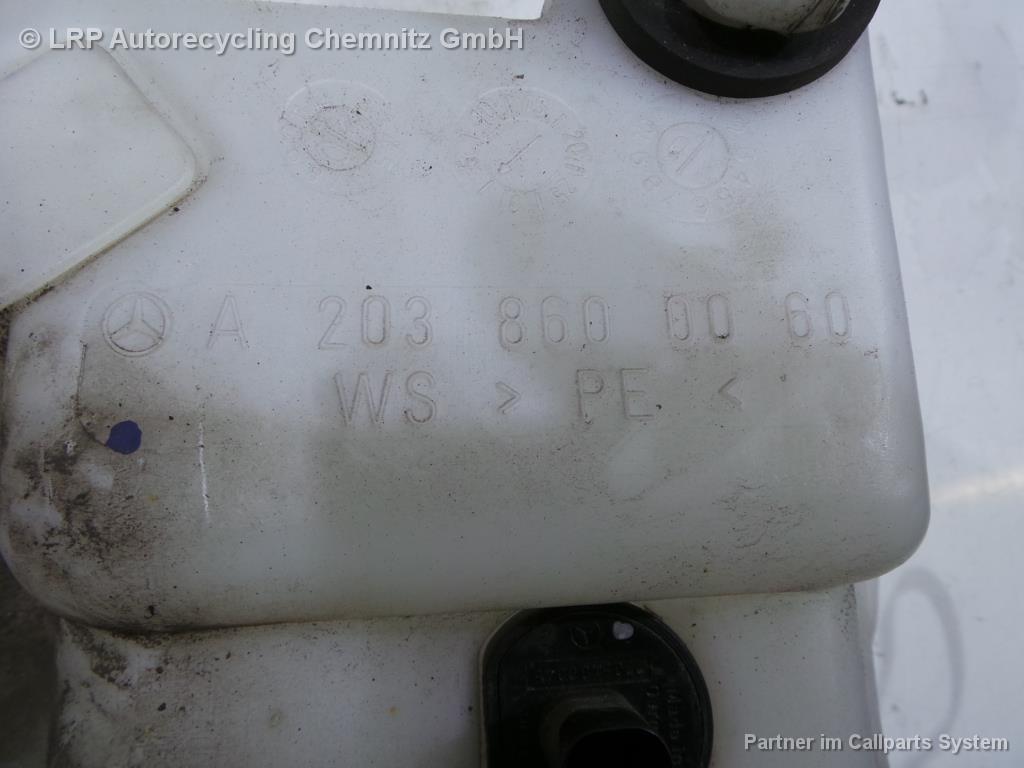 © LRP Autorecycling Chemnitz GmbH
A 203 860 00 60
WS > PE <
Partner im Callparts System